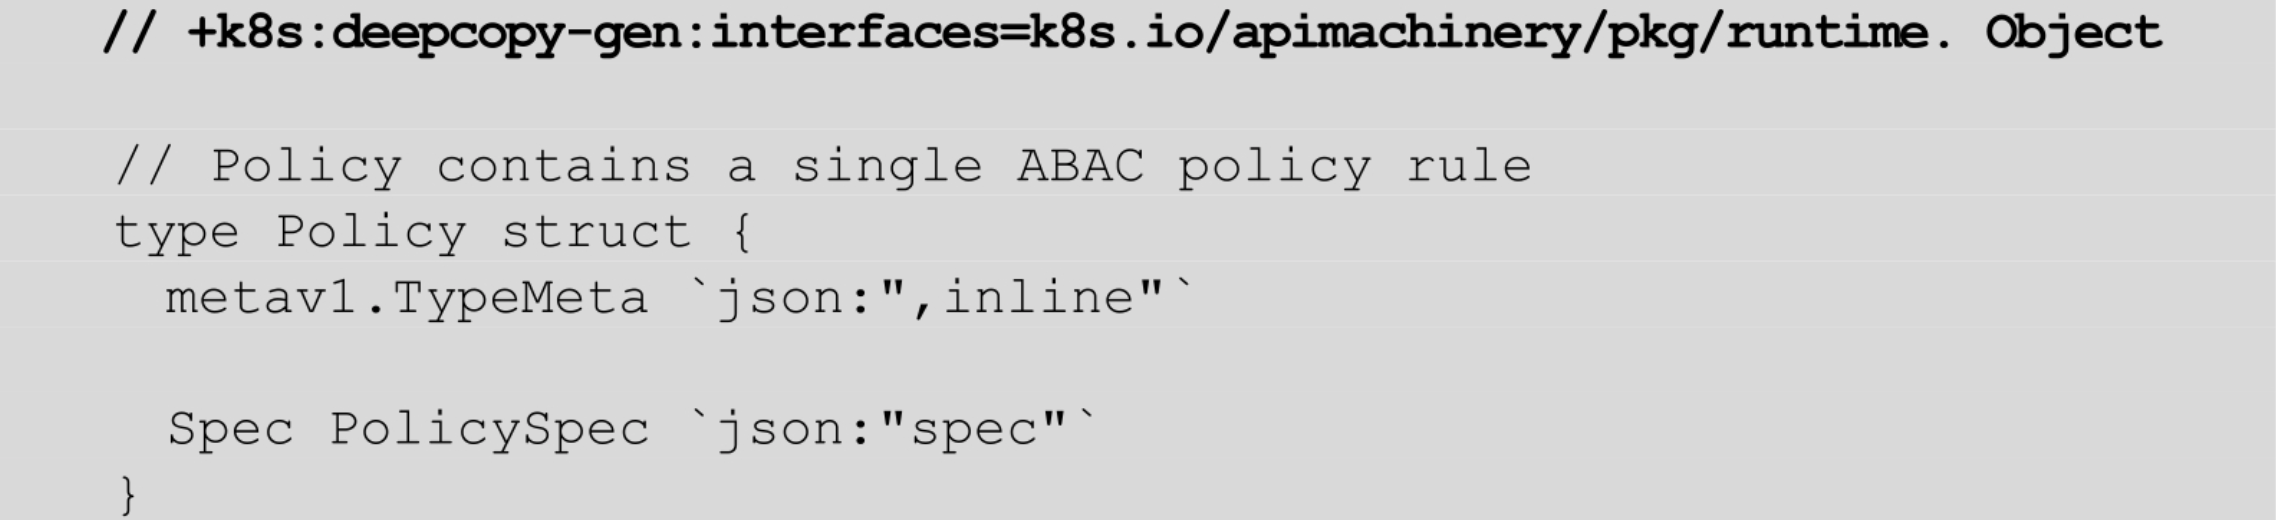 // +k8s:deepcopy-gen:interfaces=k8s.io/apimachinery/pkg/runtime. Object
// Policy contains a single ABAC policy rule
type Policy struct {
metav1.TypeMeta `json:",inline"`
Spec PolicySpec `json:"spec"`
}